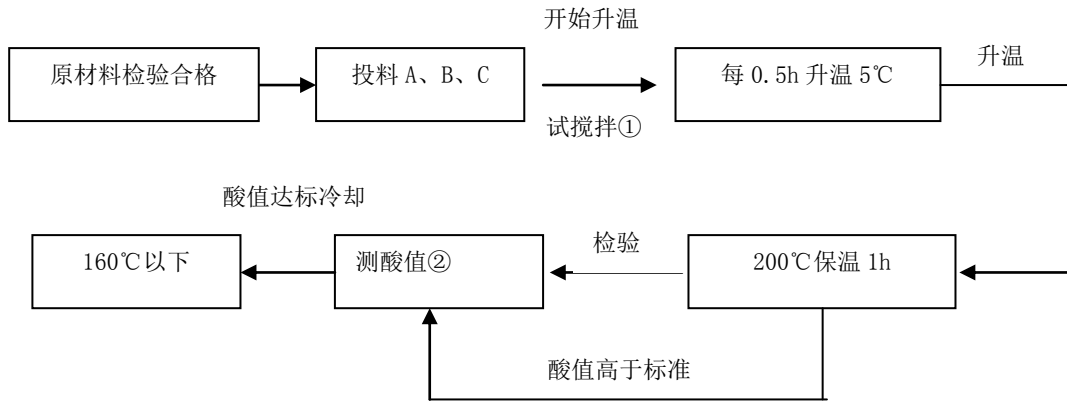 开始升温
原材料检验合格
投料 A、B、C
每 0.5h 升温 5℃
升温
试搅拌①
酸值达标冷却
160℃以下
测酸值②
检验
200℃保温 1h
酸值高于标准